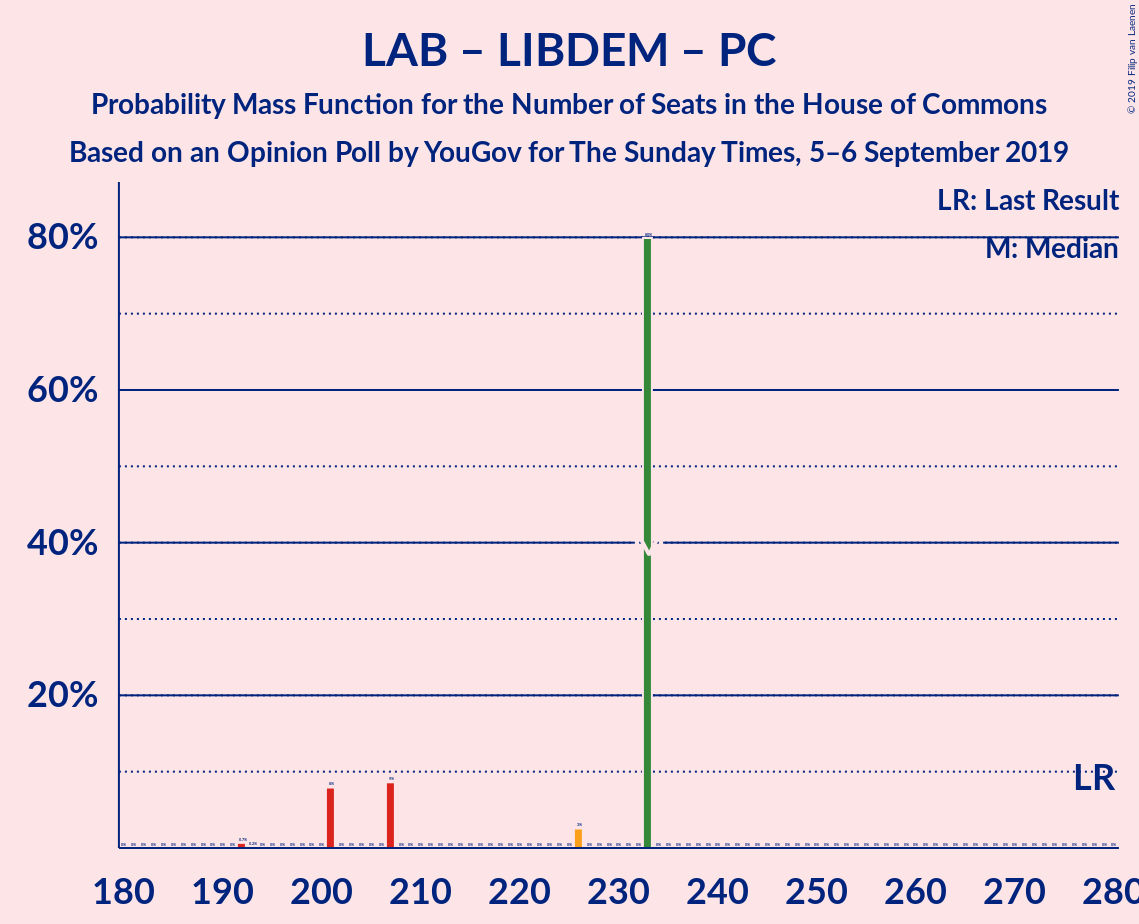 LAB – LIBDEM – PC
Probability Mass Function for the Number of Seats in the House of Commons
Based on an Opinion Poll by YouGov for The Sunday Times, 5–6 September 2019
© 2019 Filip van Laenen
LR: Last Result
M: Median
80%
60%
40%
20%
M
LR
180 190 200 210 220 230 240 250 260 270 280